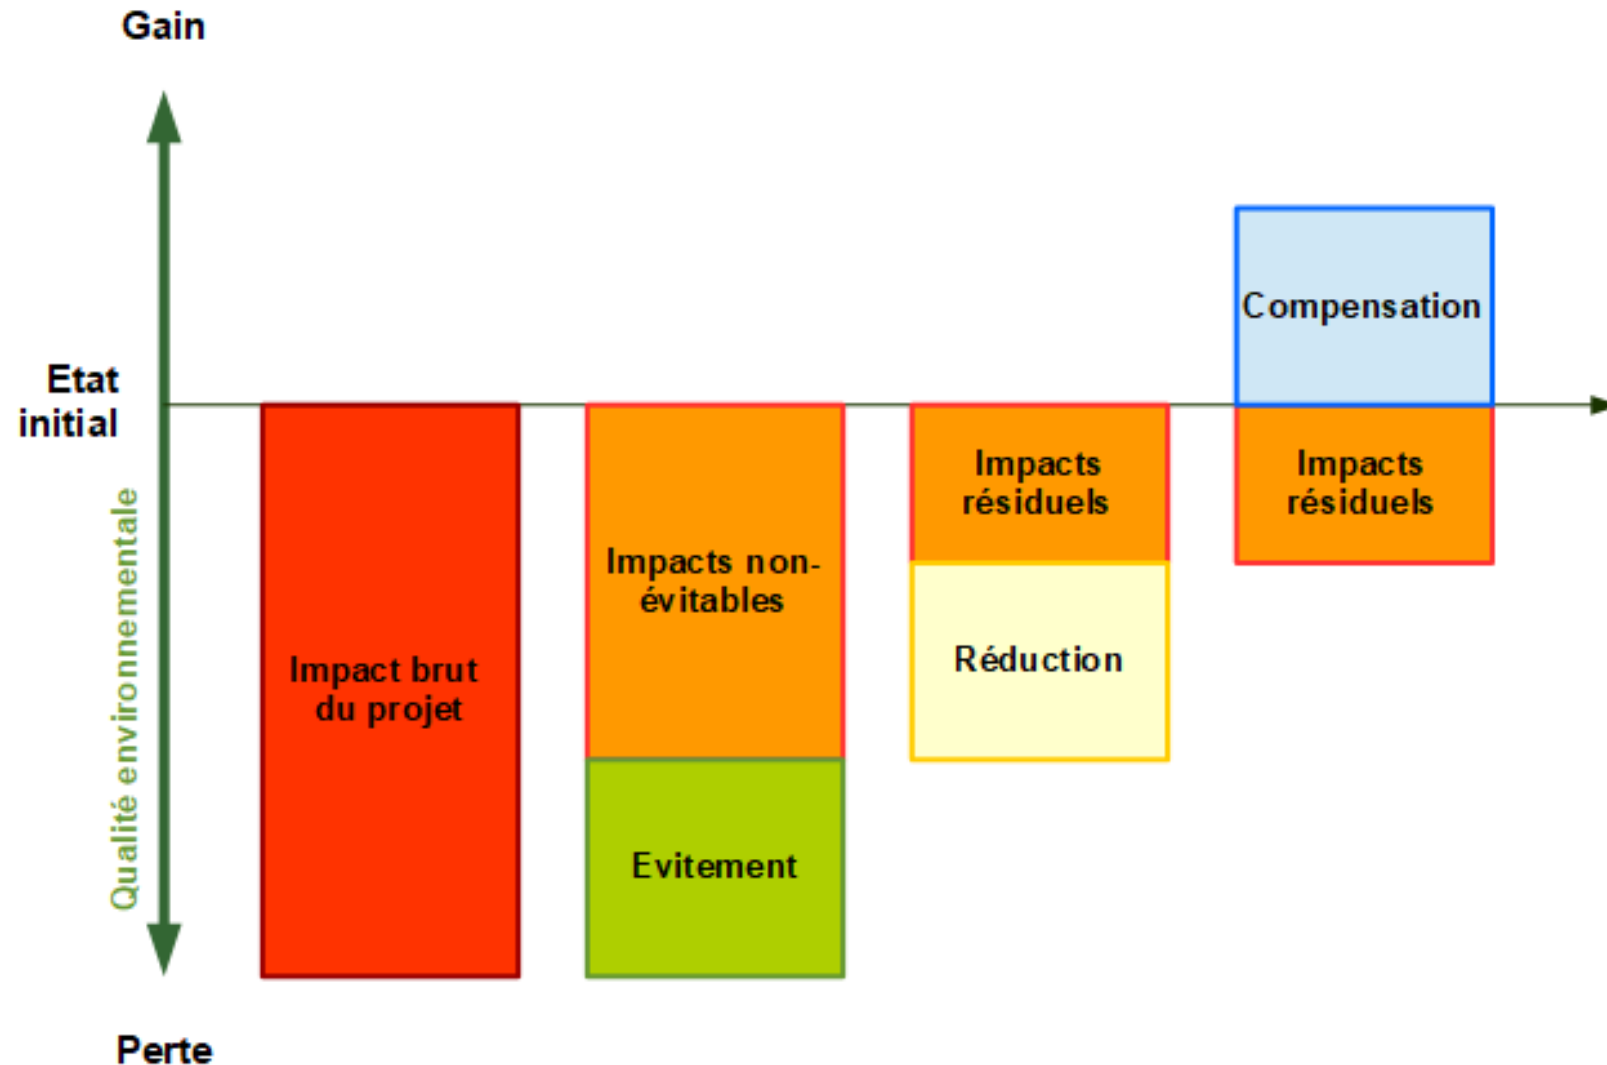 Gain
Compensation
Etat
initial
Impacts
résiduels
Impacts
résiduels
Impacts non-
évitables
Réduction
Impact brut
du projet
Qualité environnementale
Evitement
Perte